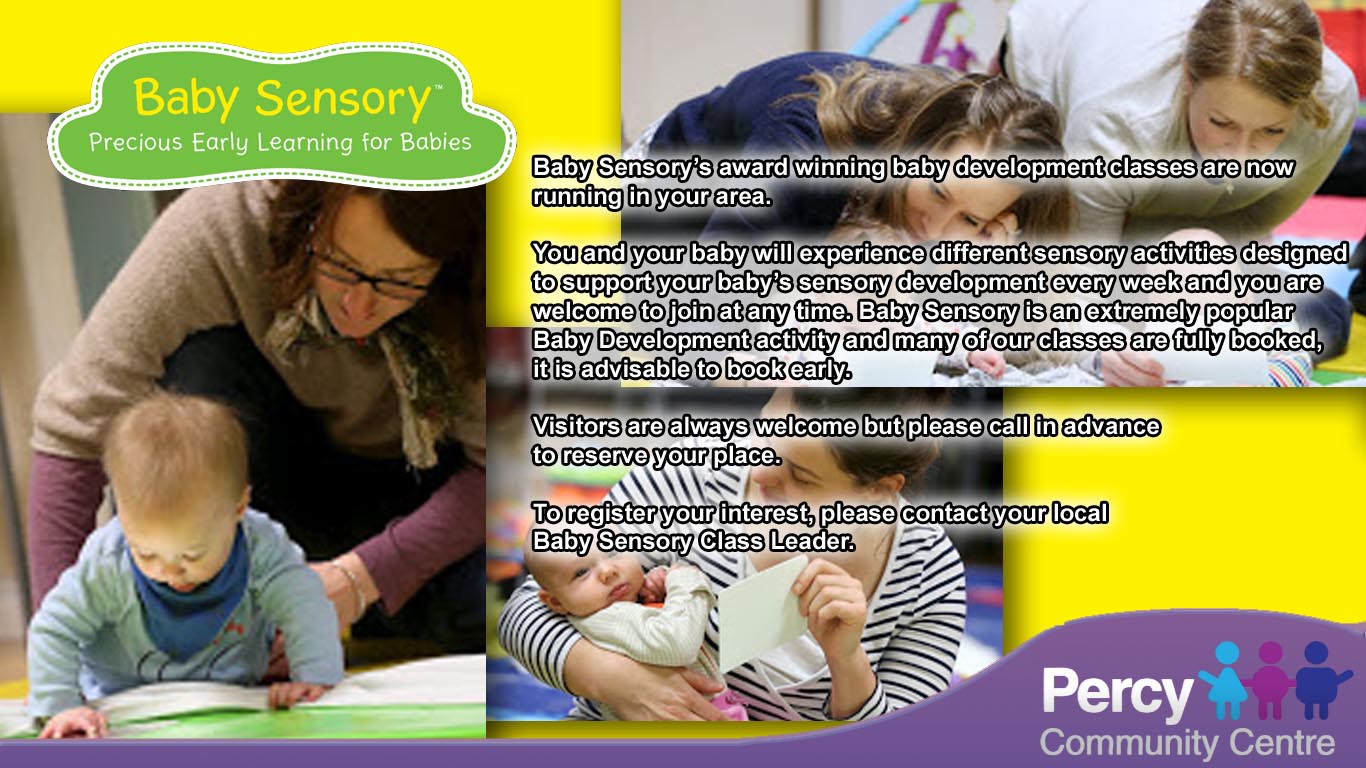 Baby Sensory™
Precious Early Learning for Babies
Baby Sensory’s award winning baby development classes are now
running in your area.
You and your baby will experience different sensory activities designed
to support your baby’s sensory development every week and you are
welcome to join at any time. Baby Sensory is an extremely popular
Baby Development activity and many of our classes are fully booked,
it is advisable to book early.
Visitors are always welcome but please call in advance
to reserve your place.
To register your interest, please contact your local
Baby Sensory Class Leader.
Percy
Community Centre